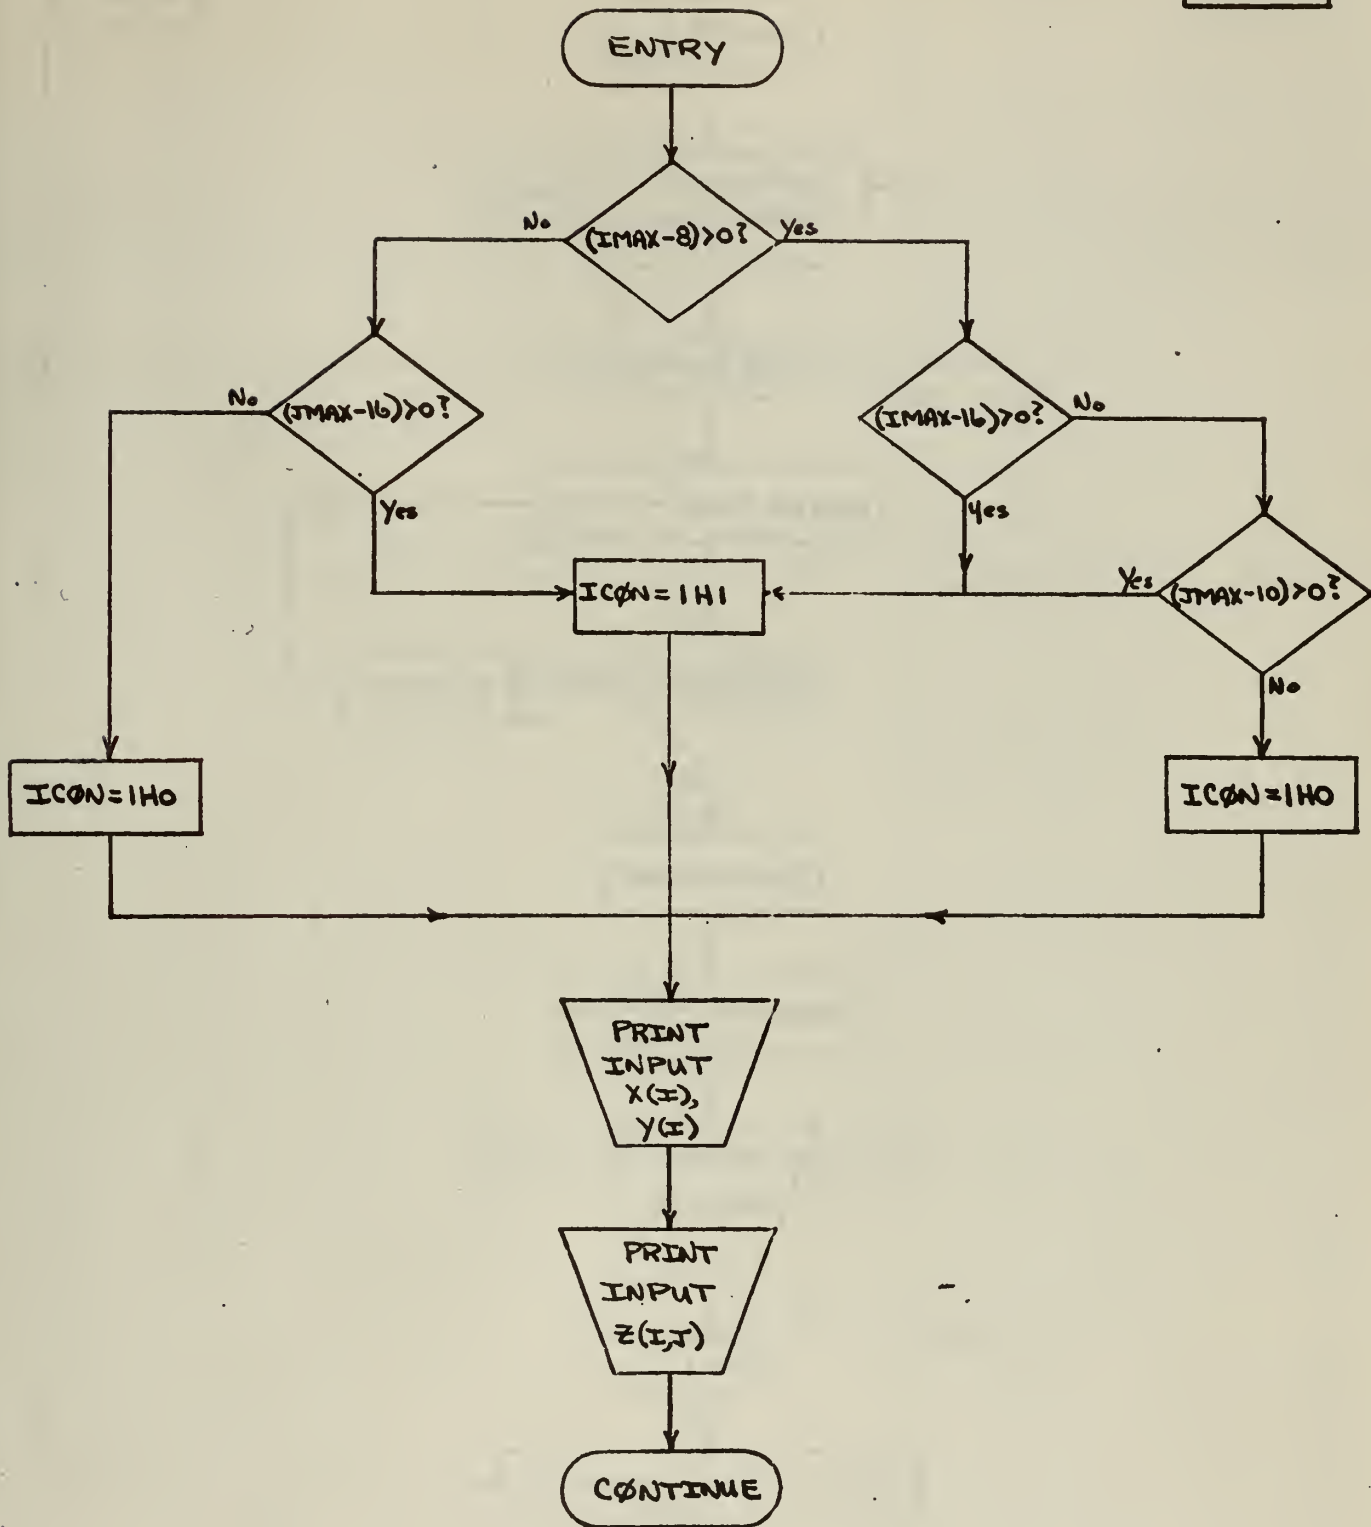 ENTRY
No
(IMAX-8)>0?
Yes
No
(JMAX-16)>0?
Yes
(IMAX-16)>0?
No
Yes
ICØN=1H1
Yes
(JMAX-10)>0?
No
ICØN=1H0
ICØN=1H0
PRINT
INPUT
X(I),
Y(I)
PRINT
INPUT
Z(I,J)
CØNTINUE